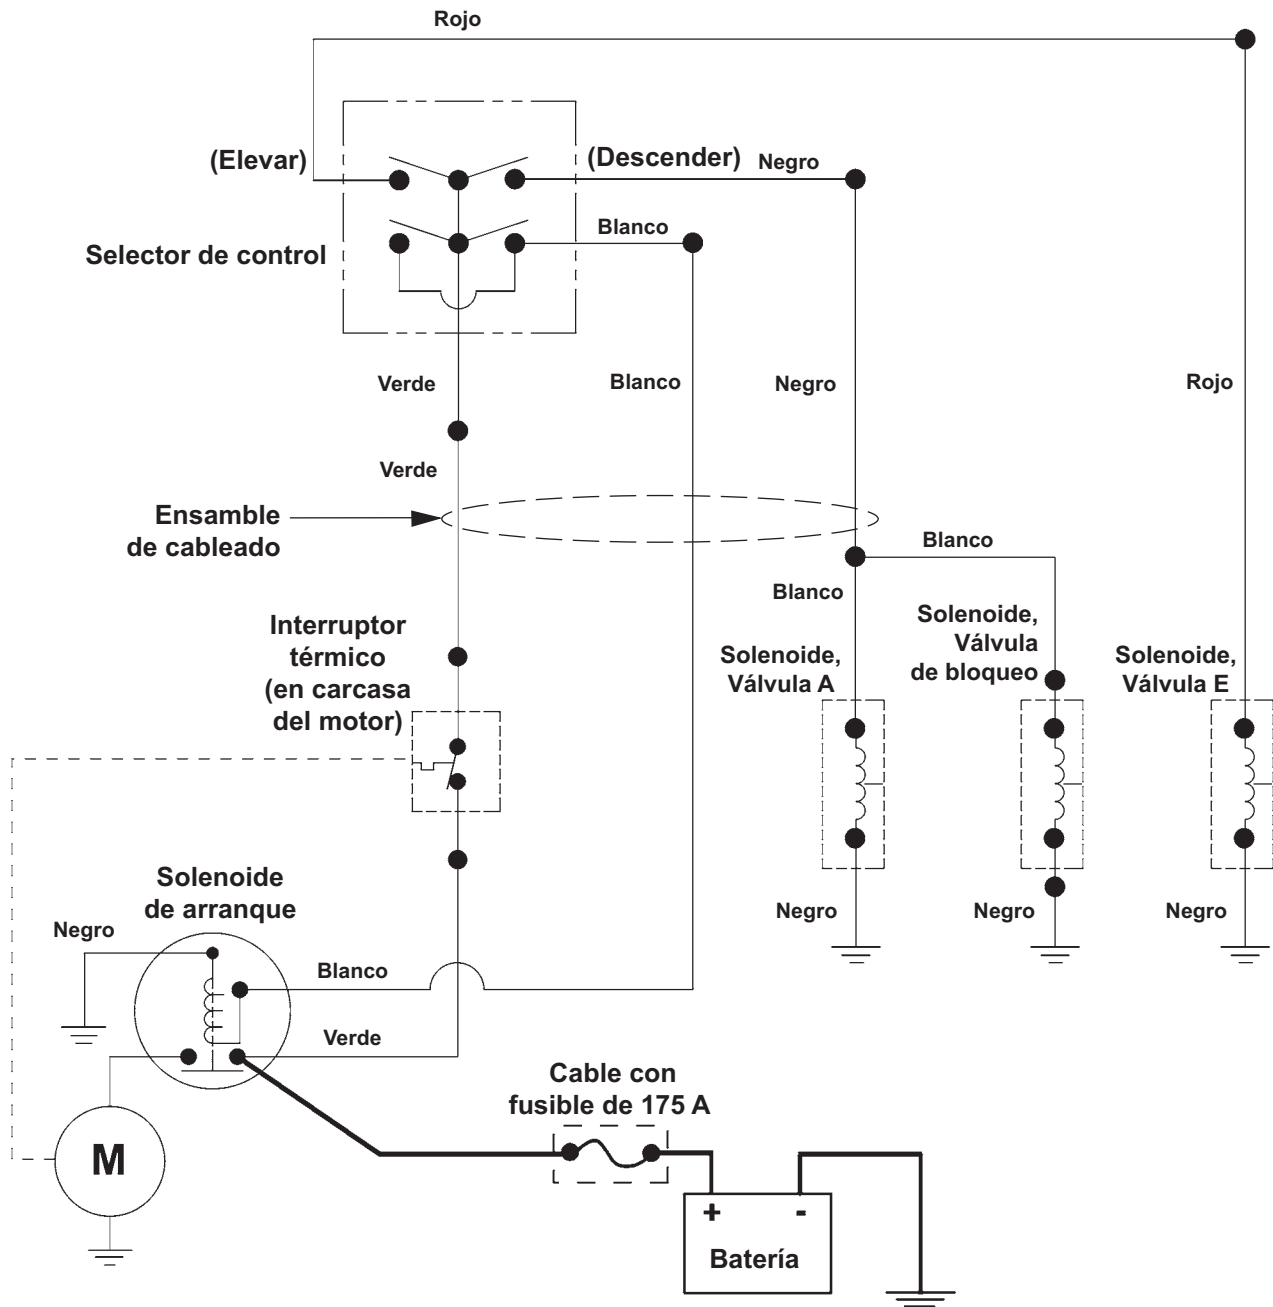 Rojo
(Elevar)
(Descender)
Negro
Blanco
Selector de control
Verde
Blanco
Negro
Rojo
Verde
Ensamble
de cableado
Blanco
Blanco
Interruptor
térmico
(en carcasa
del motor)
Solenoide,
Válvula A
Solenoide,
Válvula
de bloqueo
Solenoide,
Válvula E
Solenoide
de arranque
Negro
Negro
Negro
Negro
Blanco
Verde
Cable con
fusible de 175 A
M
+
-
Batería